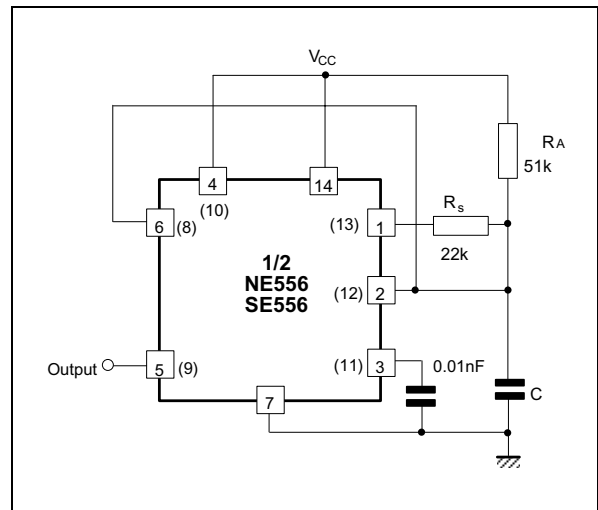 VCC
RA
51k
4
14
(10)
6
(8)
(13)
1
Rs
22k
1/2
NE556
SE556
(12)
2
(11)
3
0.01nF
Output
5
(9)
C
7